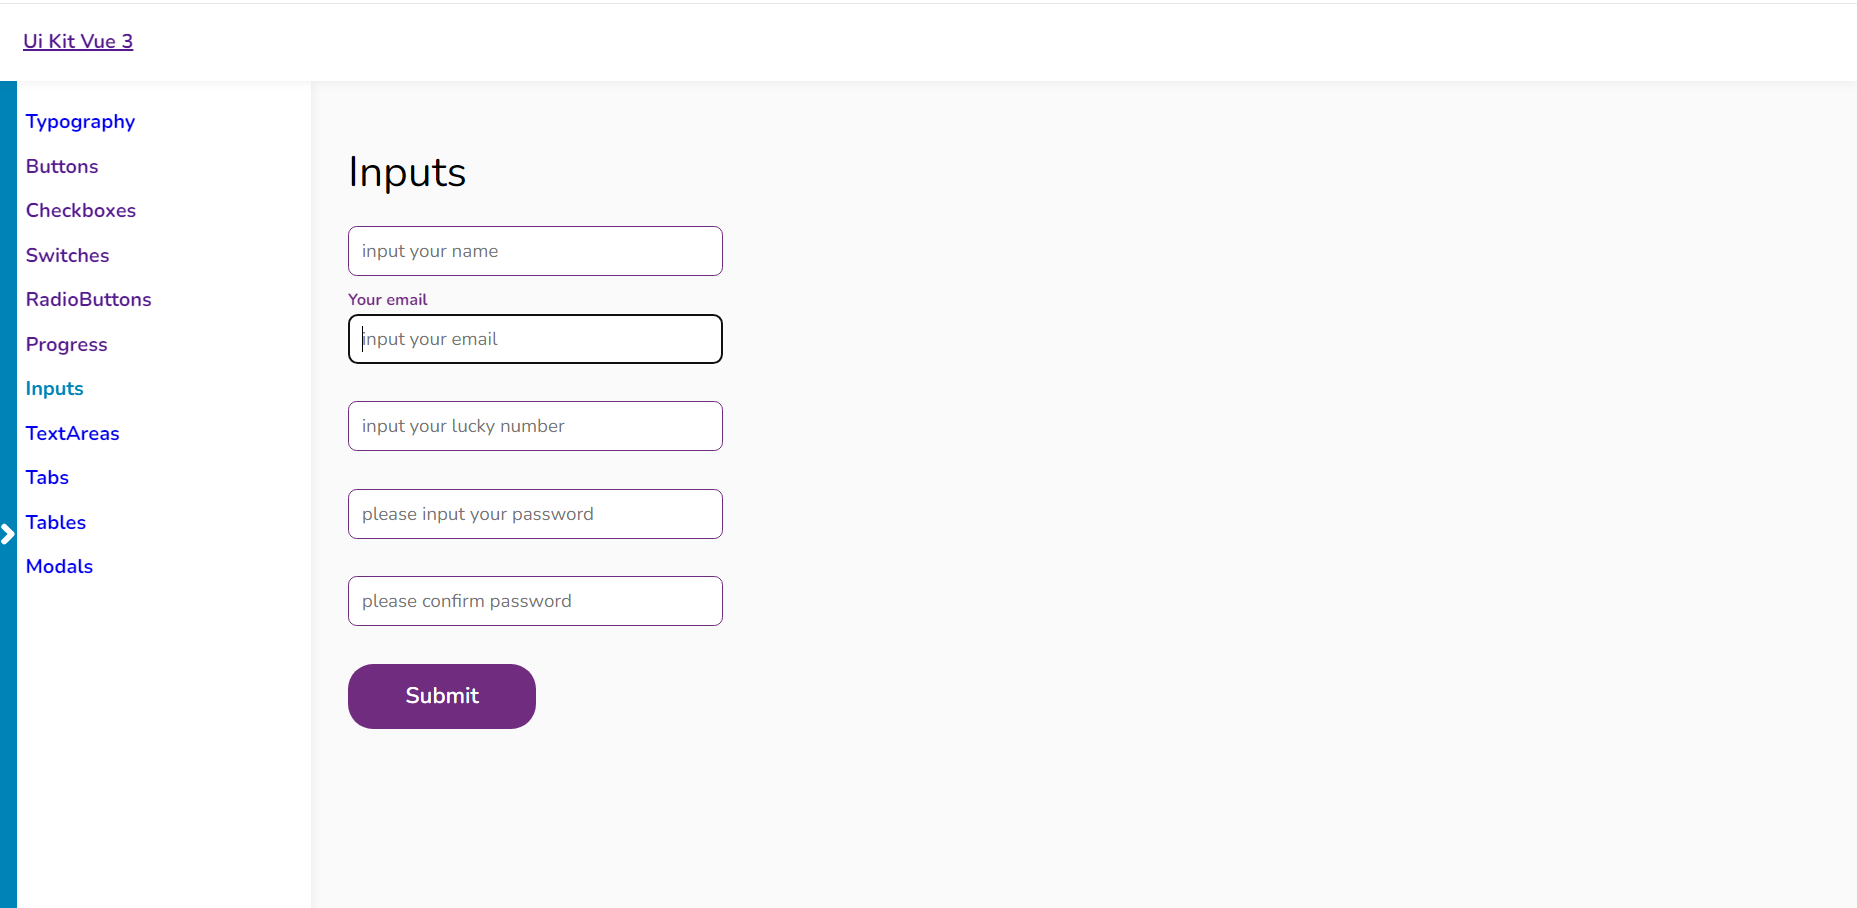 Ui Kit Vue 3
Typography
Buttons
Checkboxes
Switches
RadioButtons
Progress
Inputs
TextAreas
Tabs
Tables
Modals
Inputs
input your name
Your email
input your email
input your lucky number
please input your password
please confirm password
Submit